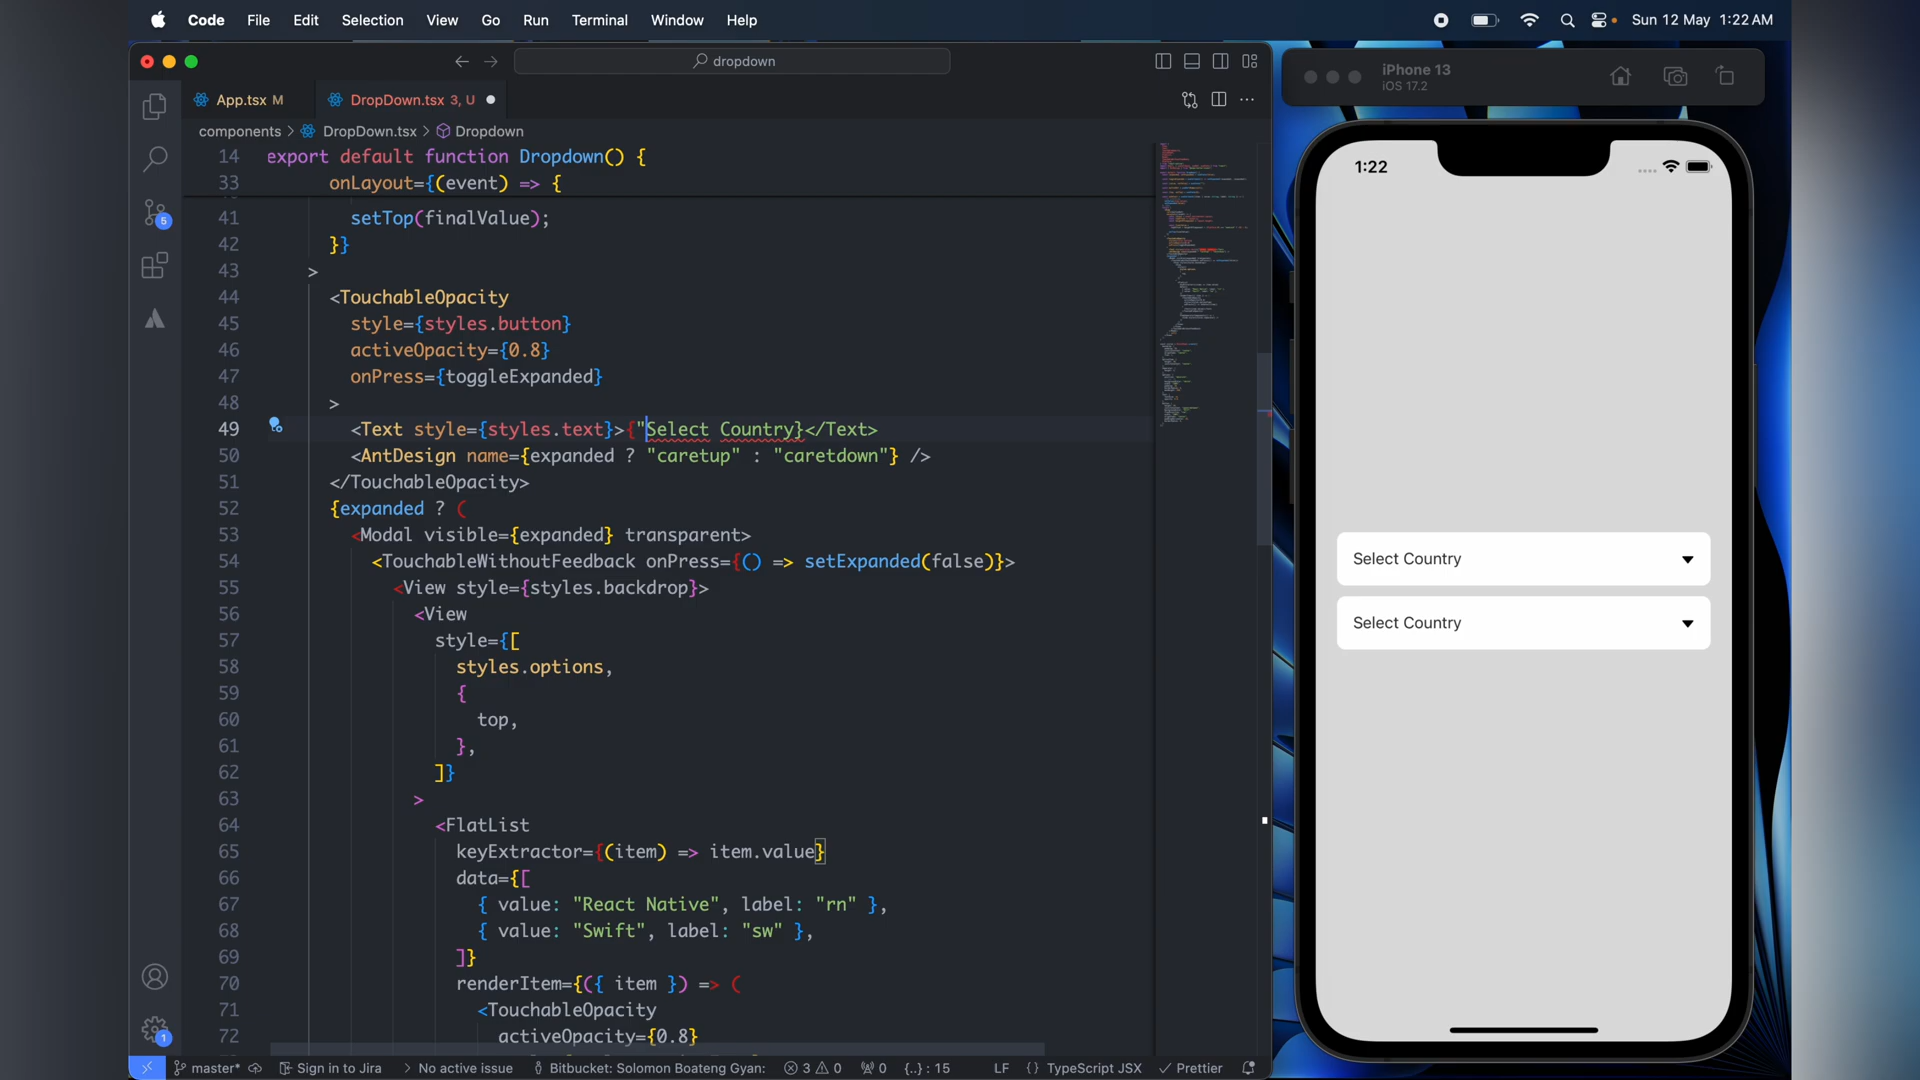 Code File Edit Selection View Go Run Terminal Window Help
Sun 12 May 1:22 AM
dropdown
App.tsx M
DropDown.tsx 3, U
components > DropDown.tsx > Dropdown
14 export default function Dropdown() {
33 onLayout={(event) => {
41 setTop(finalValue);
42 }}
43 >
44 <TouchableOpacity
45 style={styles.button}
46 activeOpacity={0.8}
47 onPress={toggleExpanded}
48 >
49 <Text style={styles.text}>{"Select Country}</Text>
50 <AntDesign name={expanded ? "caretup" : "caretdown"} />
51 </TouchableOpacity>
52 {expanded ? (
53 <Modal visible={expanded} transparent>
54 <TouchableWithoutFeedback onPress={() => setExpanded(false)}>
55 <View style={styles.backdrop}>
56 <View
57 style={[
58 styles.options,
59 {
60 top,
61 },
62 ]}
63 >
64 <FlatList
65 keyExtractor={(item) => item.value}
66 data={[
67 { value: "React Native", label: "rn" },
68 { value: "Swift", label: "sw" },
69 ]}
70 renderItem={({ item }) => (
71 <TouchableOpacity
72 activeOpacity={0.8}
5
1
master* Sign in to Jira > No active issue Bitbucket: Solomon Boateng Gyan: 3 0 0 {..} : 15 LF {} TypeScript JSX Prettier
iPhone 13
iOS 17.2
1:22
Select Country
Select Country